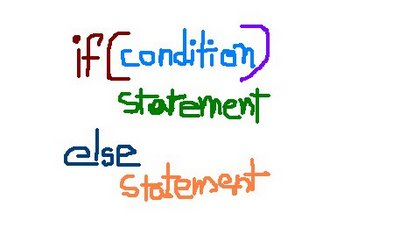 if(condition)
statement
else
statement